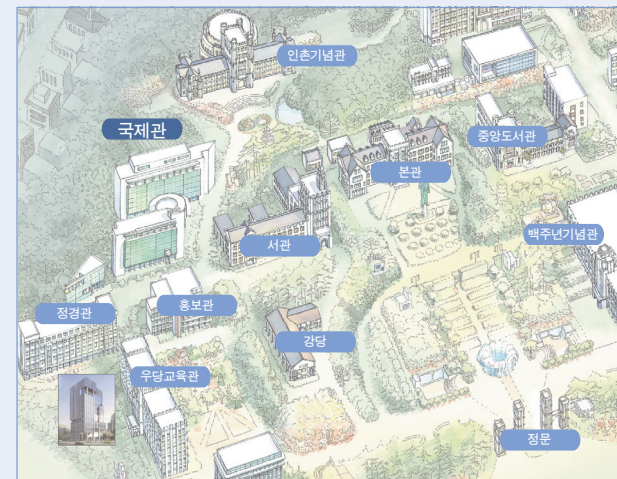 인촌기념관
국제관
중앙도서관
본관
백주년기념관
서관
정경관
홍보관
강당
우당교육관
정문